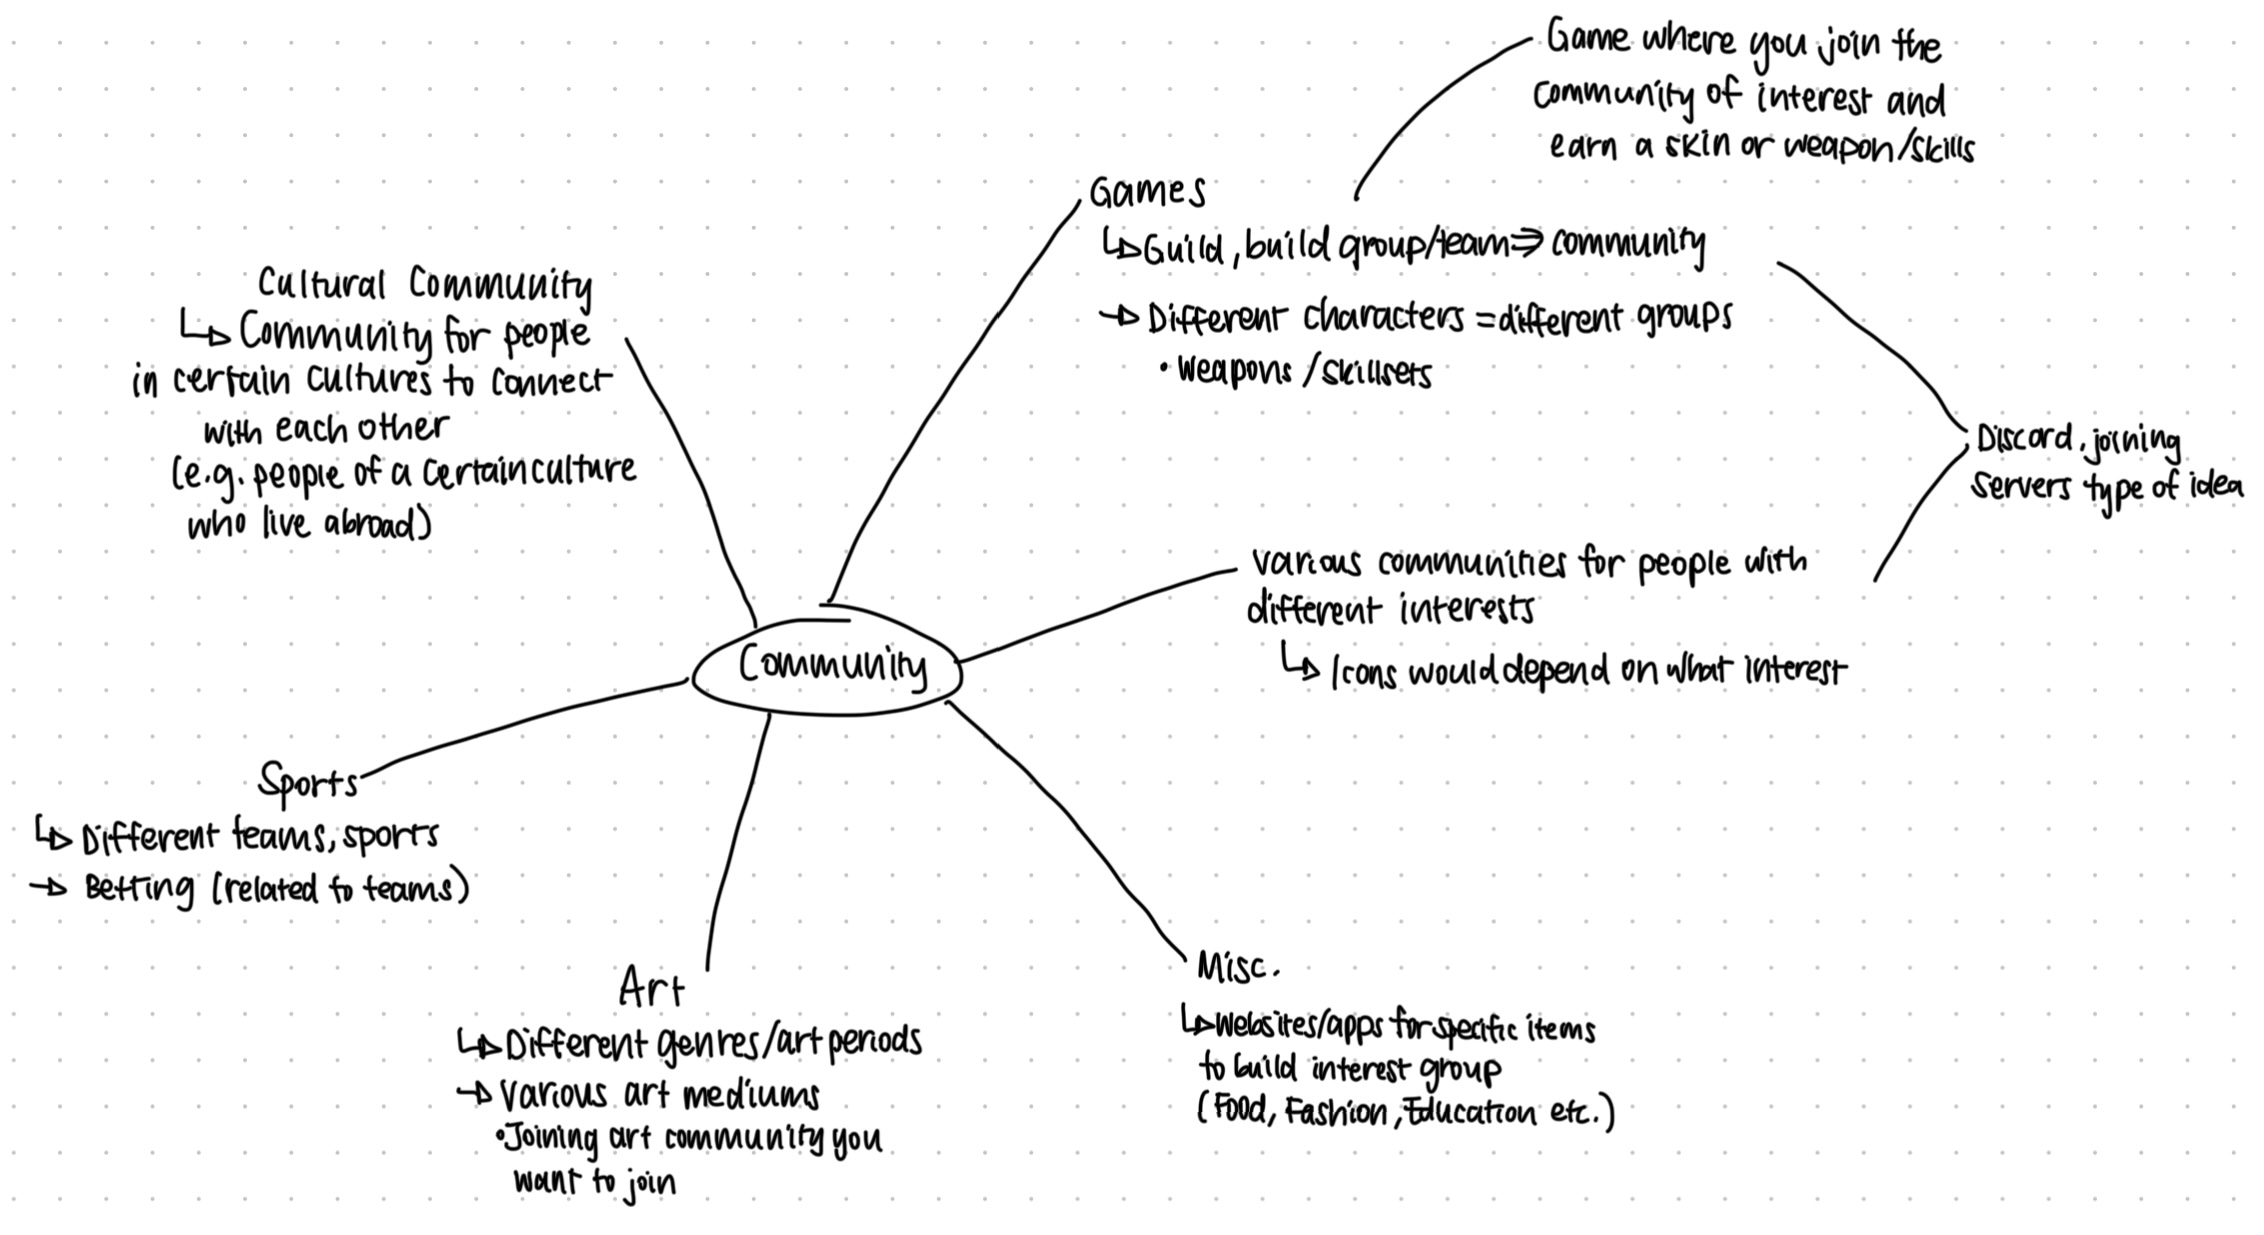 Game where you join the
community of interest and
earn a skin or weapon/skills
Games
Guild, build group/team⇒ community
Different characters = different groups
• Weapons /skillsets
Cultural Community
Community for people
in certain cultures to connect
with each other
(e.g. people of a certain culture
who live abroad)
Discord, joining
servers type of idea
various communities for people with
different interests
Icons would depend on what interest
Community
Sports
Different teams, sports
Betting (related to teams)
Art
Different genres/art periods
Various art mediums
• Joining art community you
want to join
Misc.
Websites/apps for specific items
to build interest group
(Food, Fashion, Education etc.)